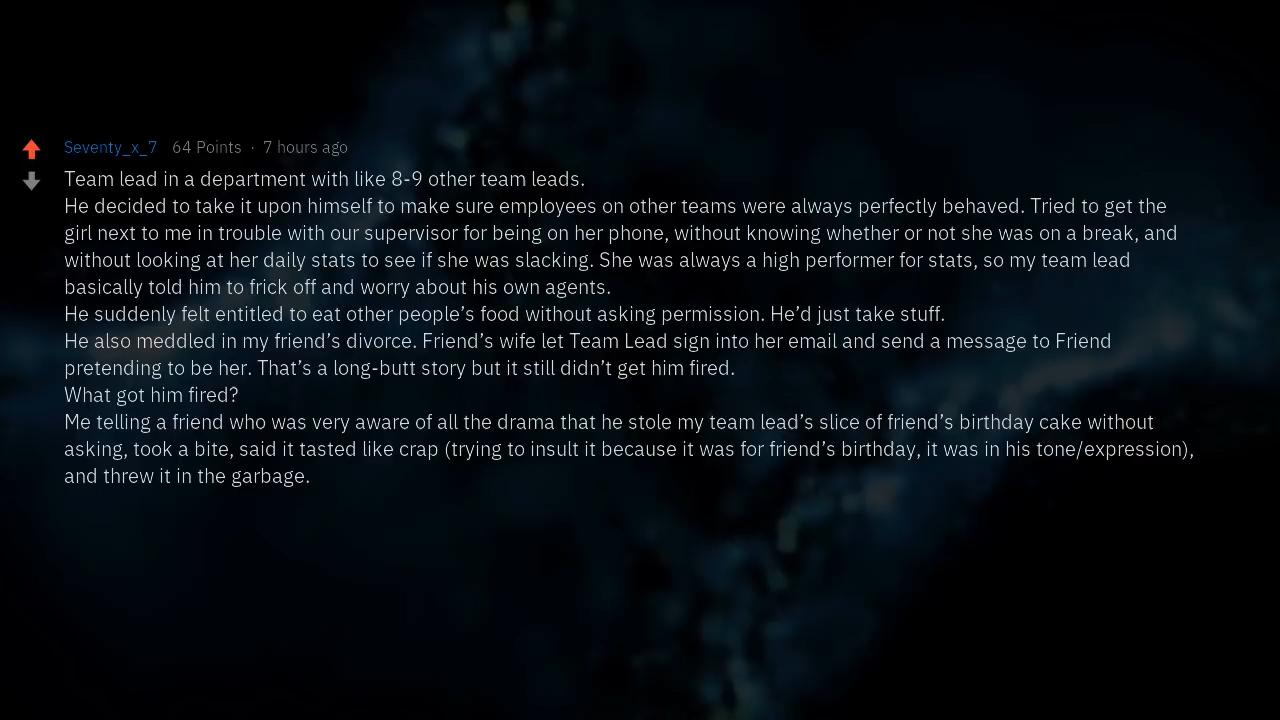 Seventy_x_7 64 Points · 7 hours ago
Team lead in a department with like 8-9 other team leads.
He decided to take it upon himself to make sure employees on other teams were always perfectly behaved. Tried to get the
girl next to me in trouble with our supervisor for being on her phone, without knowing whether or not she was on a break, and
without looking at her daily stats to see if she was slacking. She was always a high performer for stats, so my team lead
basically told him to frick off and worry about his own agents.
He suddenly felt entitled to eat other people’s food without asking permission. He’d just take stuff.
He also meddled in my friend’s divorce. Friend’s wife let Team Lead sign into her email and send a message to Friend
pretending to be her. That’s a long-butt story but it still didn’t get him fired.
What got him fired?
Me telling a friend who was very aware of all the drama that he stole my team lead’s slice of friend’s birthday cake without
asking, took a bite, said it tasted like crap (trying to insult it because it was for friend’s birthday, it was in his tone/expression),
and threw it in the garbage.